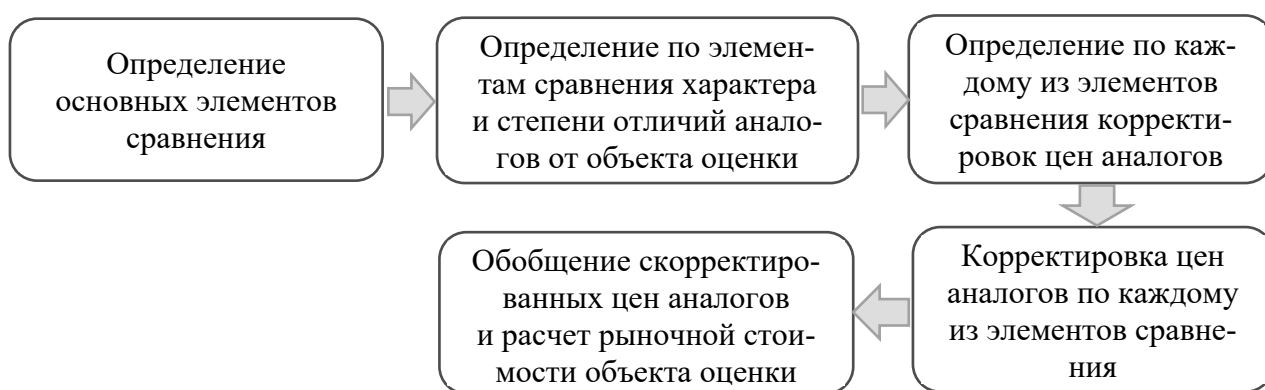 Определение
основных элементов
сравнения
Определение по элемен-
там сравнения характера
и степени отличий анало-
гов от объекта оценки
Определение по каж-
дому из элементов
сравнения корректи-
ровок цен аналогов
Корректировка цен
аналогов по каждому
из элементов сравне-
ния
Обобщение скорректиро-
ванных цен аналогов
и расчет рыночной стои-
мости объекта оценки